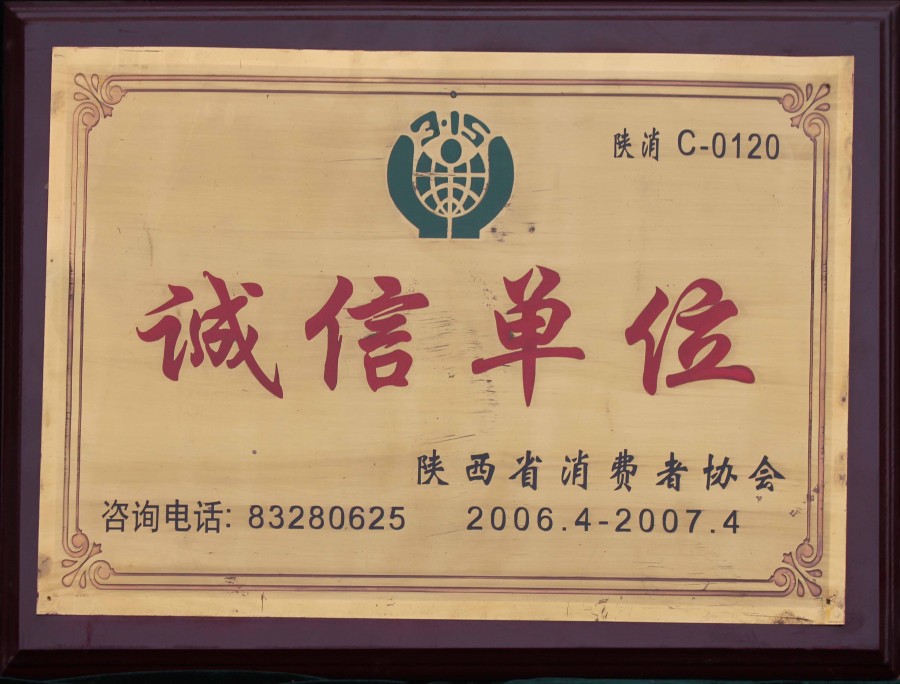 3·15
陕消 C-0120
诚信单位
陕西省消费者协会
咨询电话: 83280625 2006.4-2007.4